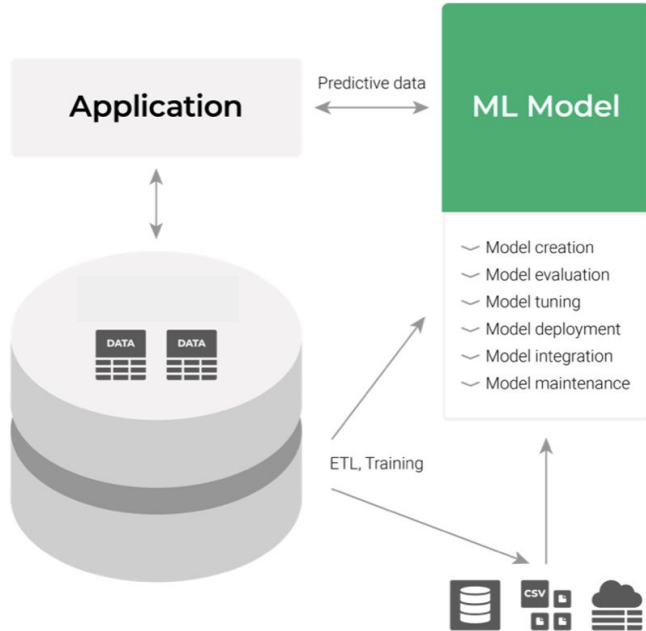 Application
Predictive data
ML Model
Model creation
Model evaluation
Model tuning
Model deployment
Model integration
Model maintenance
DATA DATA
ETL, Training
CSV